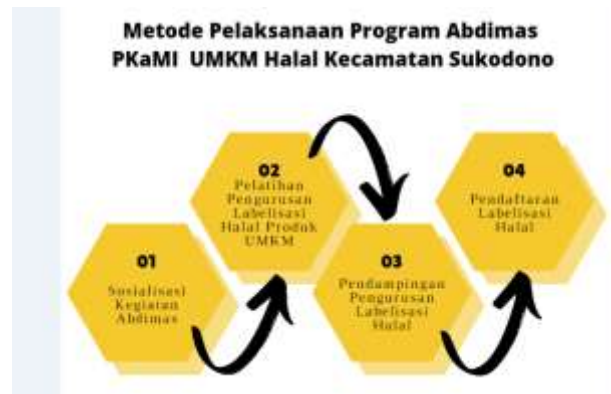 Metode Pelaksanaan Program Abdimas
PKaMI UMKM Halal Kecamatan Sukodono
01
Sosialisasi
Kegiatan
Abdimas
02
Pelatihan
Pengurusan
Labelisasi
Halal Produk
UMKM
03
Pendampingan
Pengurusan
Labelisasi
Halal
04
Pendaftaran
Labelisasi
Halal